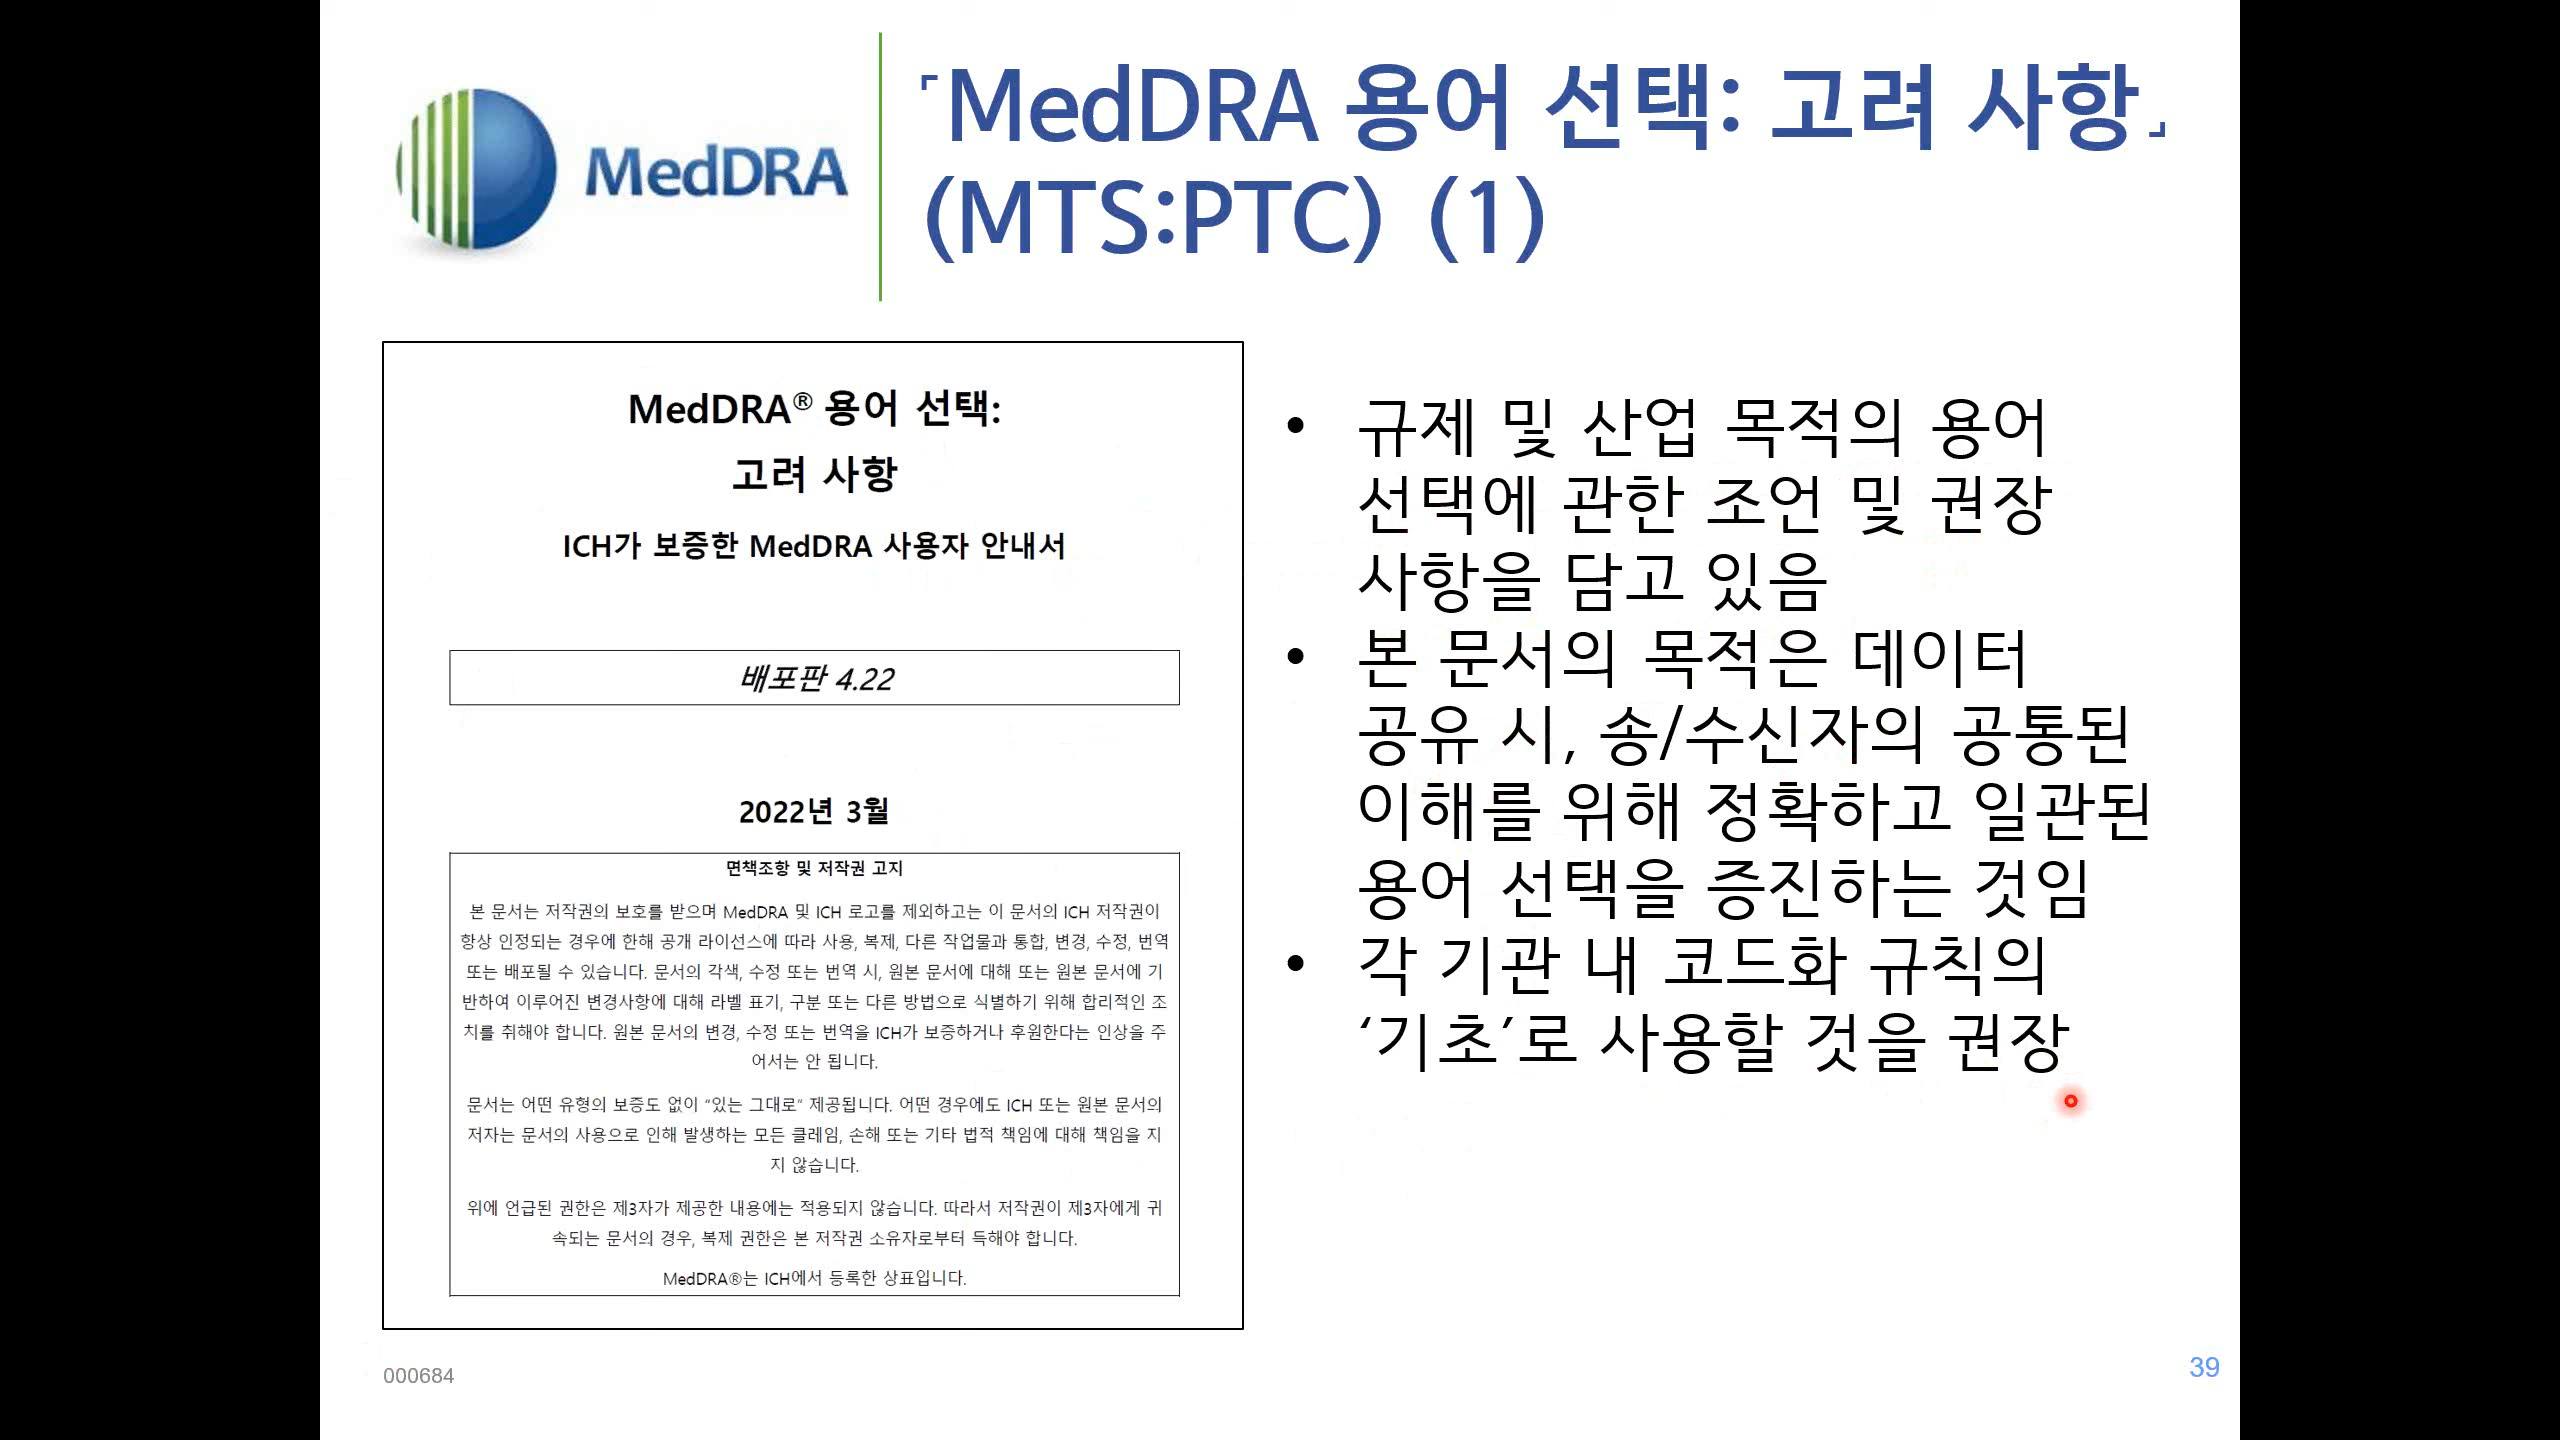 MedDRA
「MedDRA 용어 선택: 고려 사항」
(MTS:PTC) (1)
MedDRA® 용어 선택:
고려 사항
ICH가 보증한 MedDRA 사용자 안내서
배포판 4.22
2022년 3월
면책조항 및 저작권 고지
본 문서는 저작권의 보호를 받으며 MedDRA 및 ICH 로고를 제외하고는 이 문서의 ICH 저작권이
항상 인정되는 경우에 한해 공개 라이선스에 따라 사용, 복제, 다른 작업물과 통합, 변경, 수정, 번역
또는 배포될 수 있습니다. 문서의 각색, 수정 또는 번역 시, 원본 문서에 대해 또는 원본 문서에 기
반하여 이루어진 변경사항에 대해 라벨 표기, 구분 또는 다른 방법으로 식별하기 위해 합리적인 조
치를 취해야 합니다. 원본 문서의 변경, 수정 또는 번역을 ICH가 보증하거나 후원한다는 인상을 주
어서는 안 됩니다.
문서는 어떤 유형의 보증도 없이 “있는 그대로” 제공됩니다. 어떤 경우에도 ICH 또는 원본 문서의
저자는 문서의 사용으로 인해 발생하는 모든 클레임, 손해 또는 기타 법적 책임에 대해 책임을 지
지 않습니다.
위에 언급된 권한은 제3자가 제공한 내용에는 적용되지 않습니다. 따라서 저작권이 제3자에게 귀
속되는 문서의 경우, 복제 권한은 본 저작권 소유자로부터 득해야 합니다.
MedDRA®는 ICH에서 등록한 상표입니다.
• 규제 및 산업 목적의 용어
선택에 관한 조언 및 권장
사항을 담고 있음
• 본 문서의 목적은 데이터
공유 시, 송/수신자의 공통된
이해를 위해 정확하고 일관된
용어 선택을 증진하는 것임
• 각 기관 내 코드화 규칙의
‘기초’로 사용할 것을 권장
000684
39